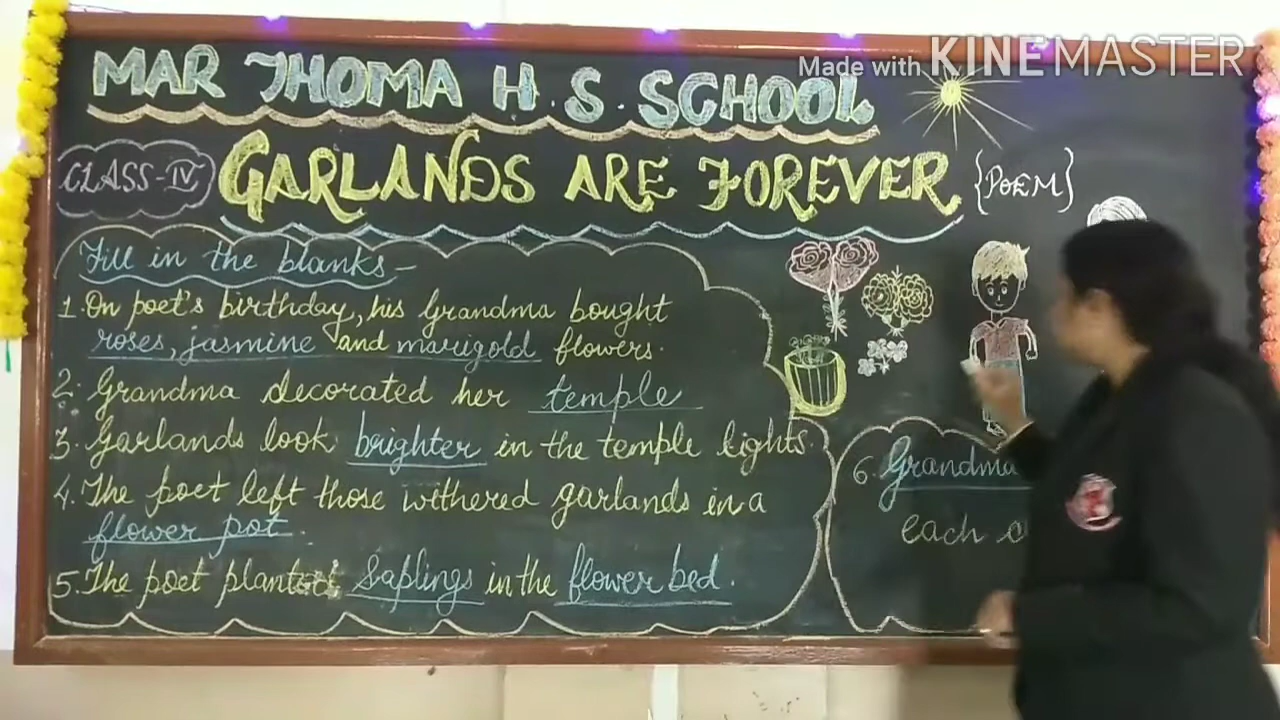 Made with KINEMASTER
MAR THOMA H.S. SCHOOL
CLASS-IV GARLANDS ARE FOREVER {POEM}
Fill in the blanks-
1. On poet's birthday, his Grandma bought
roses, jasmine and marigold flowers.
2. Grandma decorated her temple
3. Garlands look brighter in the temple lights.
4. The poet left those withered garlands in a
flower pot.
5. The poet planted saplings in the flower bed.
6. Grandma
each